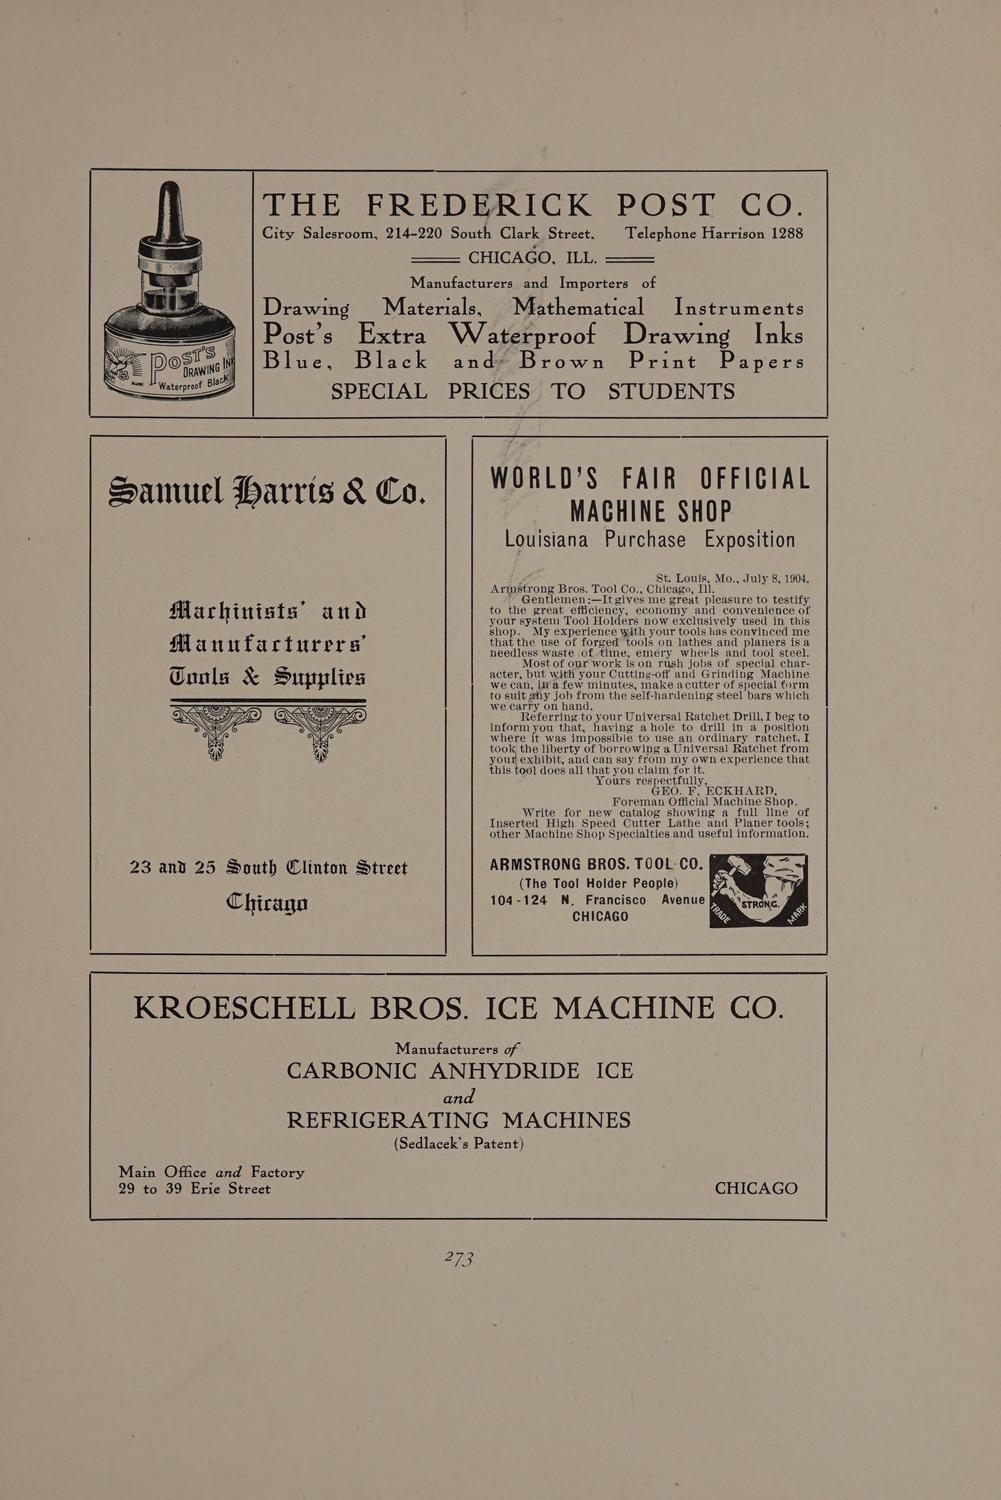 THE FREDERICK POST CO.
City Salesroom, 214-220 South Clark Street. Telephone Harrison 1288
CHICAGO, ILL.
Manufacturers and Importers of
Drawing Materials, Mathematical Instruments
Post's Extra Waterproof Drawing Inks
Blue, Black and Brown Print Papers
SPECIAL PRICES TO STUDENTS
POST'S
DRAWING INK
MARK
Waterproof Black
Samuel Harris & Co.
Machinists' and
Manufacturers'
Tools & Supplies
23 and 25 South Clinton Street
Chicago
WORLD'S FAIR OFFICIAL
MACHINE SHOP
Louisiana Purchase Exposition
St. Louis, Mo., July 8, 1904.
Armstrong Bros. Tool Co., Chicago, Ill.
Gentlemen:—It gives me great pleasure to testify
to the great efficiency, economy and convenience of
your system Tool Holders now exclusively used in this
shop. My experience with your tools has convinced me
that the use of forged tools on lathes and planers is a
needless waste of time, emery wheels and tool steel.
Most of our work is on rush jobs of special char-
acter, but with your Cutting-off and Grinding Machine
we can, in a few minutes, make a cutter of special form
to suit any job from the self-hardening steel bars which
we carry on hand.
Referring to your Universal Ratchet Drill, I beg to
inform you that, having a hole to drill in a position
where it was impossible to use an ordinary ratchet, I
took the liberty of borrowing a Universal Ratchet from
your exhibit, and can say from my own experience that
this tool does all that you claim for it.
Yours respectfully,
GEO. F. ECKHARD,
Foreman Official Machine Shop.
Write for new catalog showing a full line of
Inserted High Speed Cutter Lathe and Planer tools;
other Machine Shop Specialties and useful information.
ARMSTRONG BROS. TOOL CO.
(The Tool Holder People)
104-124 N. Francisco Avenue
CHICAGO
STRONG.
TRADE MARK
KROESCHELL BROS. ICE MACHINE CO.
Manufacturers of
CARBONIC ANHYDRIDE ICE
and
REFRIGERATING MACHINES
(Sedlacek's Patent)
Main Office and Factory
29 to 39 Erie Street
CHICAGO
273